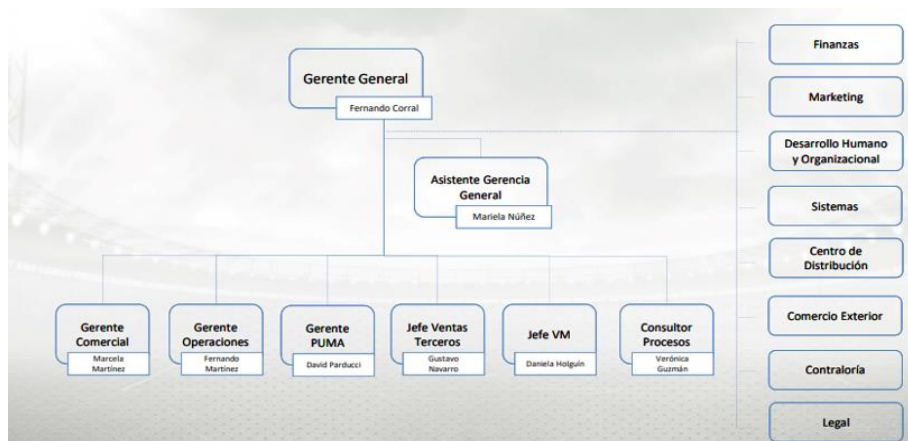 Gerente General
Fernando Corral
Asistente Gerencia
General
Mariela Núñez
Gerente
Comercial
Marcela
Martínez
Gerente
Operaciones
Fernando
Martínez
Gerente
PUMA
David Parducci
Jefe Ventas
Terceros
Gustavo
Navarro
Jefe VM
Daniela Holguín
Consultor
Procesos
Verónica
Guzmán
Finanzas
Marketing
Desarrollo Humano
y Organizacional
Sistemas
Centro de
Distribución
Comercio Exterior
Contraloría
Legal